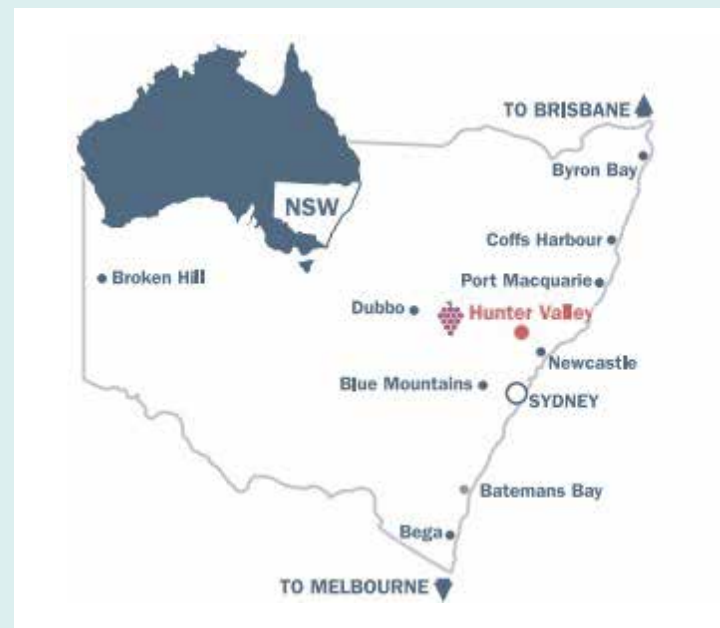 TO BRISBANE
Byron Bay
NSW
Coffs Harbour
Broken Hill
Port Macquarie
Dubbo
Hunter Valley
Newcastle
Blue Mountains
SYDNEY
Batemans Bay
Bega
TO MELBOURNE